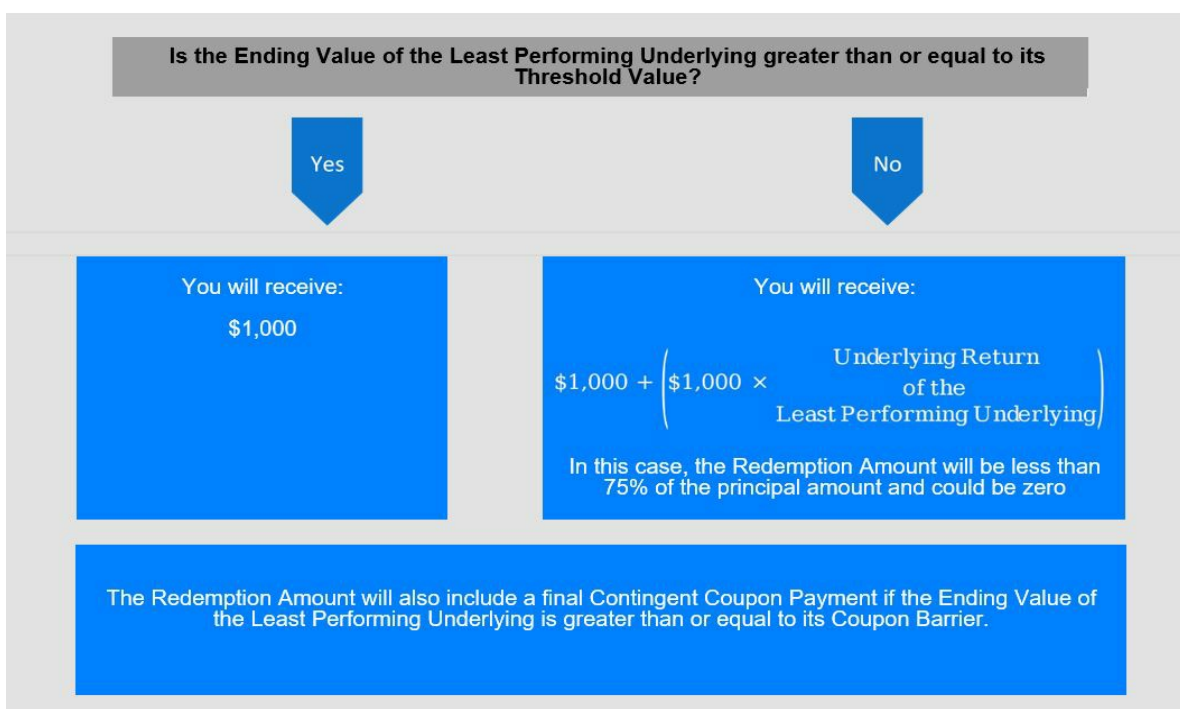 Is the Ending Value of the Least Performing Underlying greater than or equal to its
Threshold Value?
Yes
No
You will receive:
$1,000
You will receive:
$1,000 + ($1,000 × Underlying Return
of the
Least Performing Underlying)
In this case, the Redemption Amount will be less than
75% of the principal amount and could be zero
The Redemption Amount will also include a final Contingent Coupon Payment if the Ending Value of
the Least Performing Underlying is greater than or equal to its Coupon Barrier.